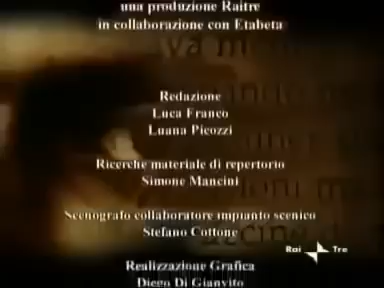 una produzione Raitre
in collaborazione con Etabeta
Redazione
Luca Franco
Luana Picozzi
Ricerche materiale di repertorio
Simone Mancini
Scenografo collaboratore impianto scenico
Stefano Cottone
Rai Tre
Realizzazione Grafica
Diego Di Gianvito